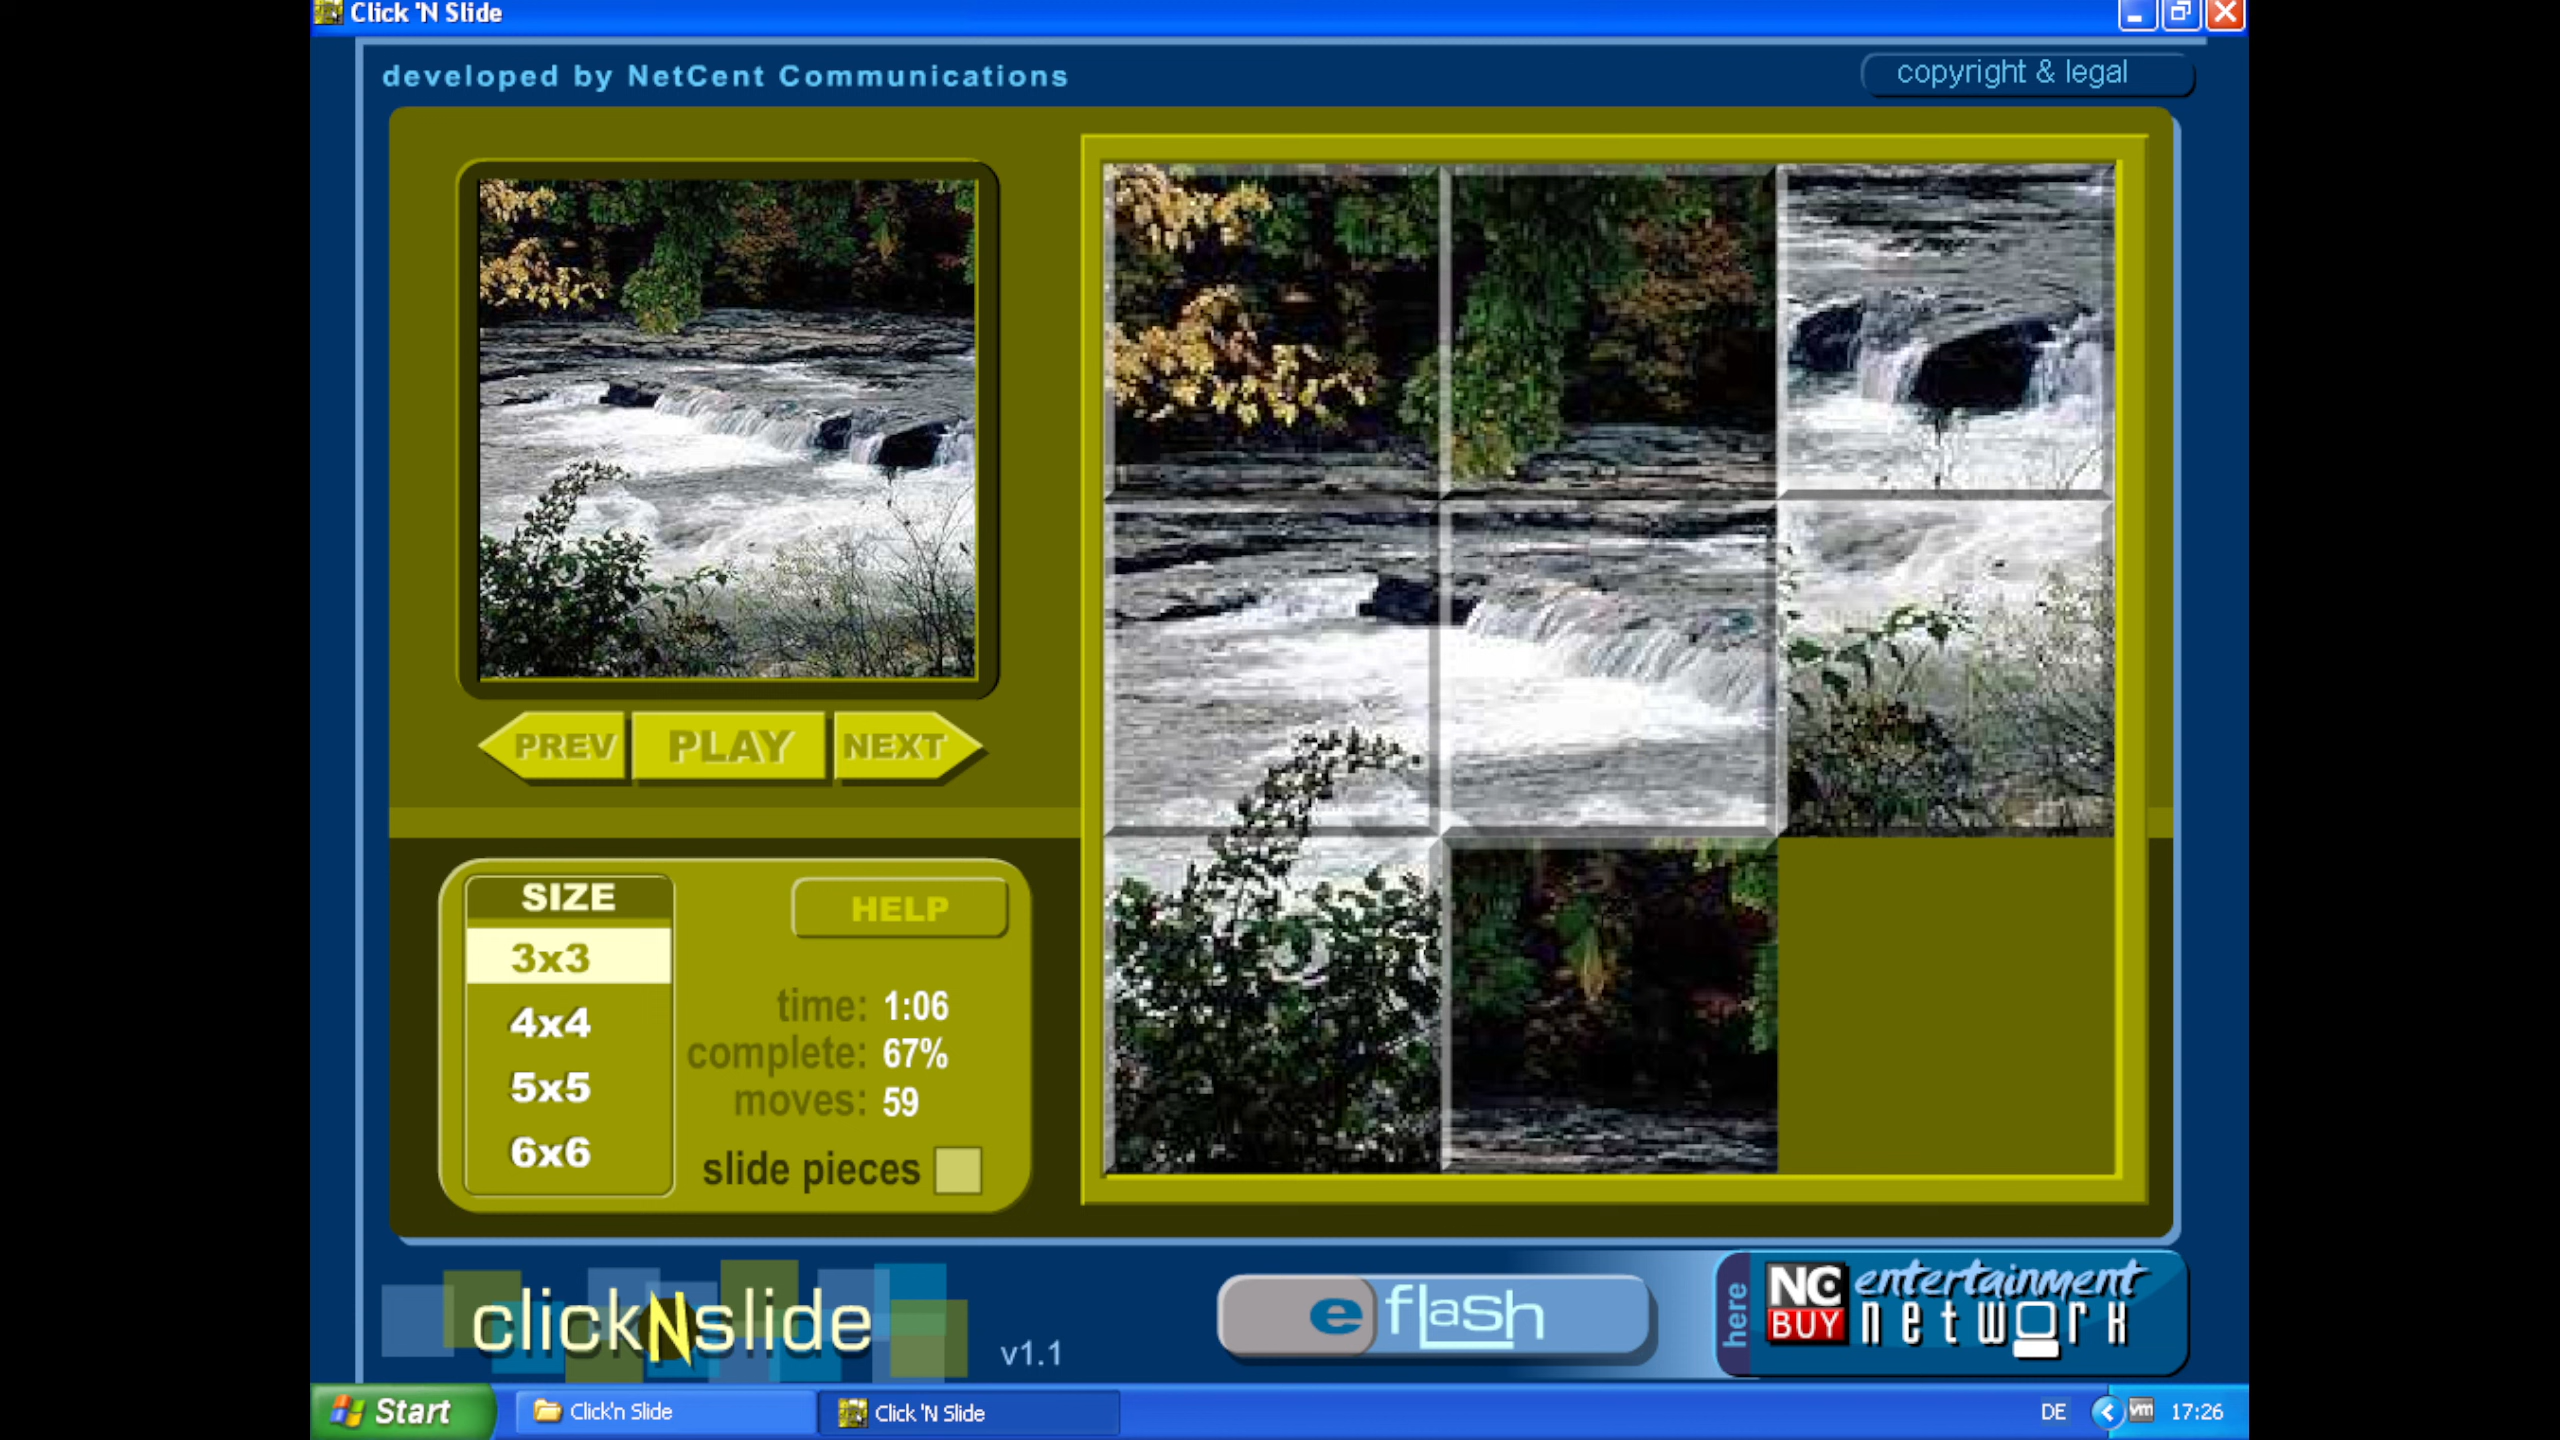 Click 'N Slide
developed by NetCent Communications
copyright & legal
PREV
PLAY
NEXT
SIZE
3x3
4x4
5x5
6x6
HELP
time: 1:06
complete: 67%
moves: 59
slide pieces
clickNslide
v1.1
e flash
here
NC BUY
entertainment
network
Start
Click'n Slide
Click 'N Slide
DE
vm
17:26